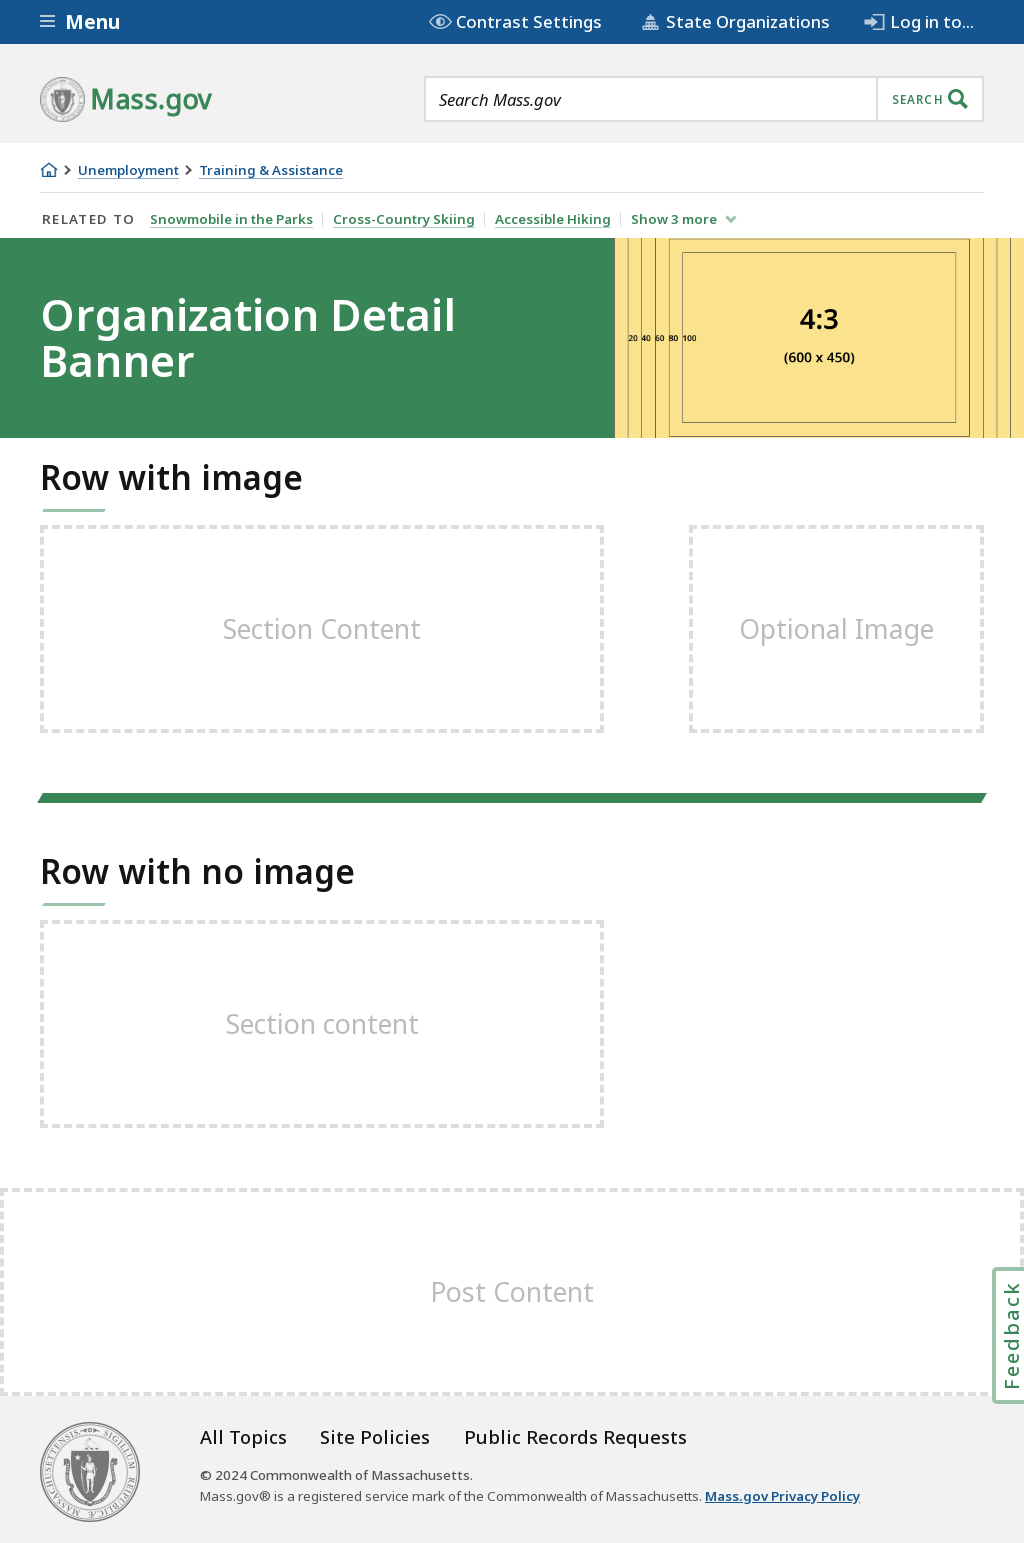 Menu
Contrast Settings
State Organizations
Log in to...
Mass.gov
Search Mass.gov
SEARCH
Unemployment
Training & Assistance
RELATED TO
Snowmobile in the Parks
Cross-Country Skiing
Accessible Hiking
Show 3 more
Organization Detail
Banner
20 40 60 80 100
4:3
(600 x 450)
Row with image
Section Content
Optional Image
Row with no image
Section content
Post Content
Feedback
All Topics
Site Policies
Public Records Requests
© 2024 Commonwealth of Massachusetts.
Mass.gov® is a registered service mark of the Commonwealth of Massachusetts. Mass.gov Privacy Policy
SIGILLUM REIPUBLICÆ MASSACHUSETTENSIS